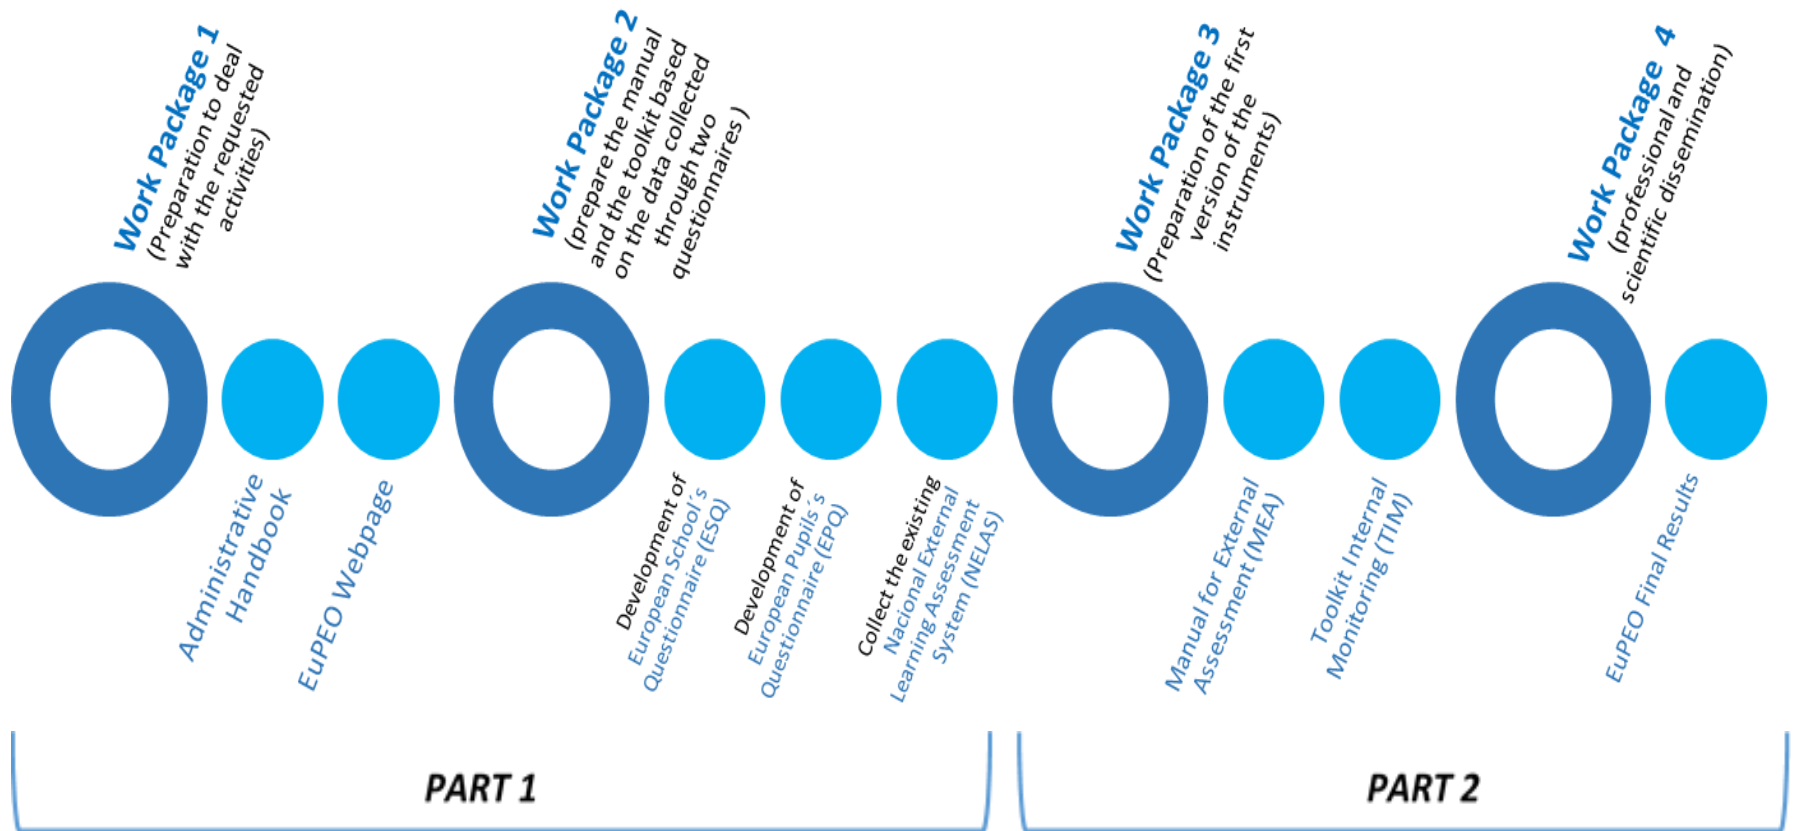 Work Package 1
(Preparation to deal
with the requested
activities)
Work Package 2
(prepare the manual
and the toolkit based
on the data collected
through two
questionnaires )
Work Package 3
(Preparation of the first
version of the
instruments)
Work Package 4
(professional and
scientific dissemination)
Administrative
Handbook
EuPEO Webpage
Development of
European School´s
Questionnaire (ESQ)
Development of
European Pupils´s
Questionnaire (EPQ)
Collect the existing
Nacional External
Learning Assessment
System (NELAS)
Manual for External
Assessment (MEA)
Toolkit Internal
Monitoring (TIM)
EuPEO Final Results
PART 1
PART 2